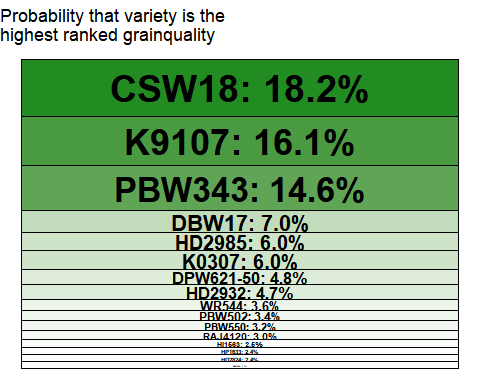 Probability that variety is the
highest ranked grainquality
CSW18: 18.2%
K9107: 16.1%
PBW343: 14.6%
DBW17: 7.0%
HD2985: 6.0%
K0307: 6.0%
DPW621-50: 4.8%
HD2932: 4.7%
WR544: 3.6%
PBW502: 3.4%
PBW550: 3.2%
RAJ4120: 3.0%
HI1563: 2.5%
HP1633: 2.4%
HD2824: 2.4%